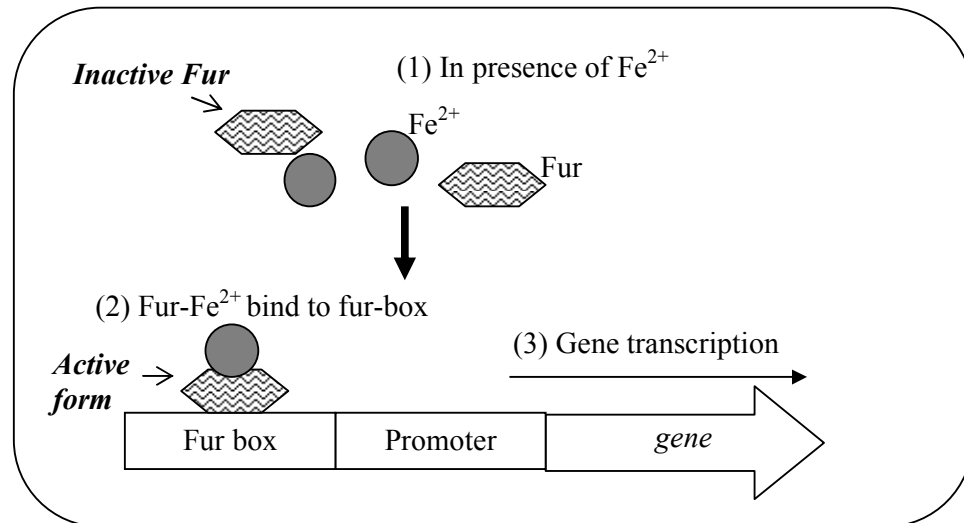 Inactive Fur
(1) In presence of Fe²⁺
Fe²⁺
Fur
(2) Fur-Fe²⁺ bind to fur-box
(3) Gene transcription
Active
form
Fur box
Promoter
gene